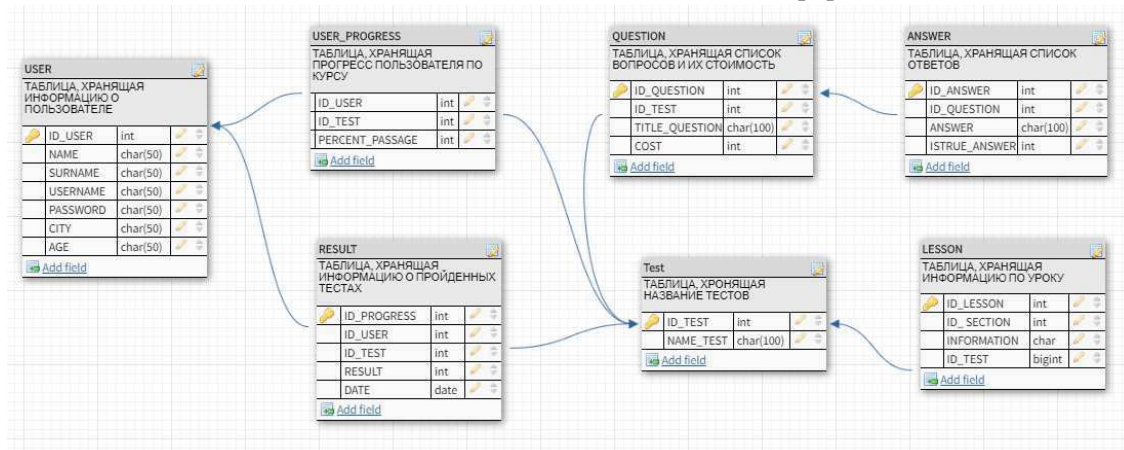 USER
ТАБЛИЦА, ХРАНЯЩАЯ
ИНФОРМАЦИЮ О
ПОЛЬЗОВАТЕЛЕ
ID_USER int
NAME char(50)
SURNAME char(50)
USERNAME char(50)
PASSWORD char(50)
CITY char(50)
AGE char(50)
Add field
USER_PROGRESS
ТАБЛИЦА, ХРАНЯЩАЯ
ПРОГРЕСС ПОЛЬЗОВАТЕЛЯ ПО
КУРСУ
ID_USER int
ID_TEST int
PERCENT_PASSAGE int
Add field
QUESTION
ТАБЛИЦА, ХРАНЯЩАЯ СПИСОК
ВОПРОСОВ И ИХ СТОИМОСТЬ
ID_QUESTION int
ID_TEST int
TITLE_QUESTION char(100)
COST int
Add field
ANSWER
ТАБЛИЦА, ХРАНЯЩАЯ СПИСОК
ОТВЕТОВ
ID_ANSWER int
ID_QUESTION int
ANSWER char(100)
ISTRUE_ANSWER int
Add field
RESULT
ТАБЛИЦА, ХРАНЯЩАЯ
ИНФОРМАЦИЮ О ПРОЙДЕННЫХ
ТЕСТАХ
ID_PROGRESS int
ID_USER int
ID_TEST int
RESULT int
DATE date
Add field
Test
ТАБЛИЦА, ХРОНЯЩАЯ
НАЗВАНИЕ ТЕСТОВ
ID_TEST int
NAME_TEST char(100)
Add field
LESSON
ТАБЛИЦА, ХРАНЯЩАЯ
ИНФОРМАЦИЮ ПО УРОКУ
ID_LESSON int
ID_ SECTION int
INFORMATION char
ID_TEST bigint
Add field